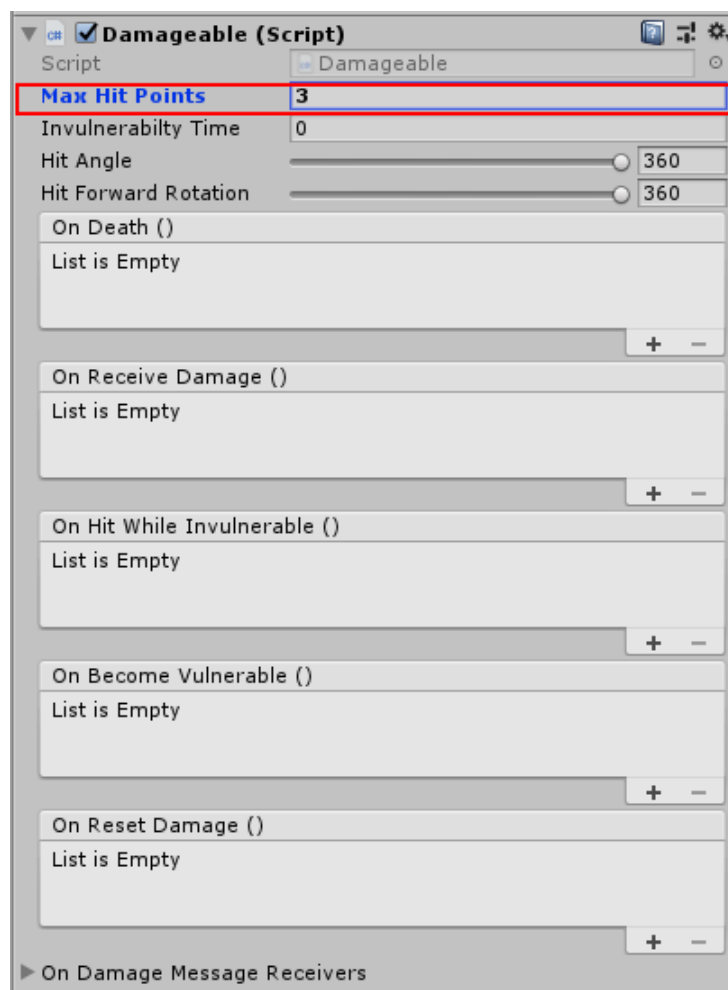 Damageable (Script)
Script Damageable
Max Hit Points 3
Invulnerabilty Time 0
Hit Angle 360
Hit Forward Rotation 360
On Death ()
List is Empty
+ −
On Receive Damage ()
List is Empty
+ −
On Hit While Invulnerable ()
List is Empty
+ −
On Become Vulnerable ()
List is Empty
+ −
On Reset Damage ()
List is Empty
+ −
On Damage Message Receivers